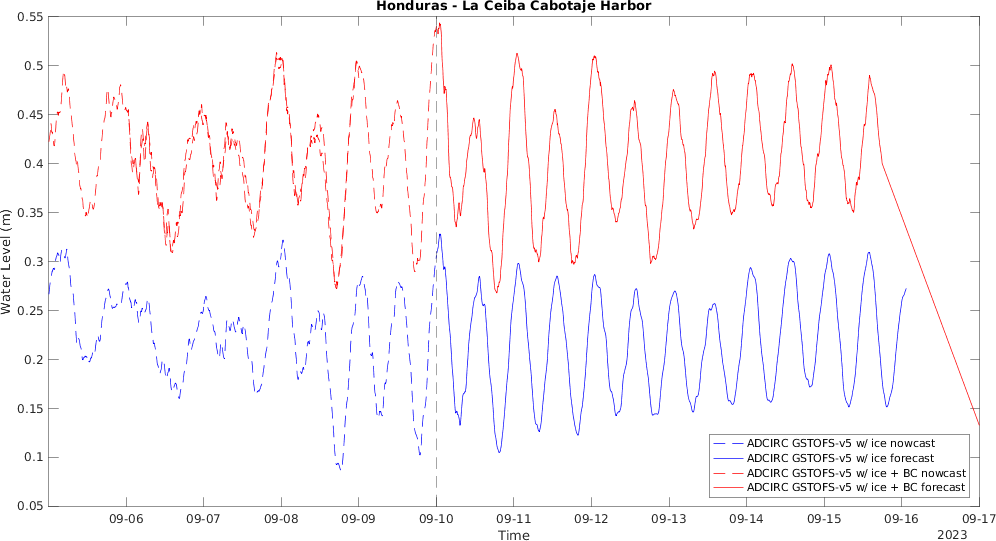 Honduras - La Ceiba Cabotaje Harbor
0.55
0.5
0.45
0.4
0.35
0.3
0.25
0.2
0.15
0.1
0.05
Water Level (m)
ADCIRC GSTOFS-v5 w/ ice nowcast
ADCIRC GSTOFS-v5 w/ ice forecast
ADCIRC GSTOFS-v5 w/ ice + BC nowcast
ADCIRC GSTOFS-v5 w/ ice + BC forecast
09-06 09-07 09-08 09-09 09-10 09-11 09-12 09-13 09-14 09-15 09-16 09-17
Time 2023